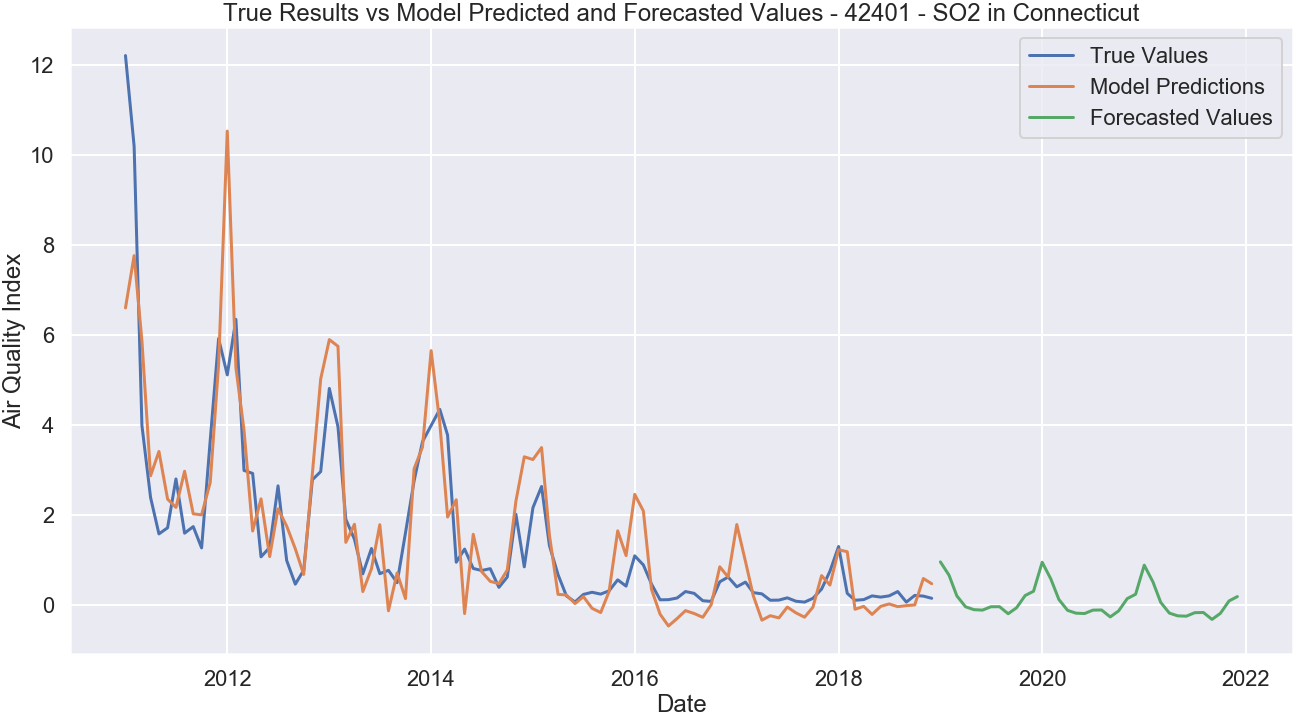 True Results vs Model Predicted and Forecasted Values - 42401 - SO2 in Connecticut
True Values
Model Predictions
Forecasted Values
Air Quality Index
12
10
8
6
4
2
0
2012
2014
2016
2018
2020
2022
Date